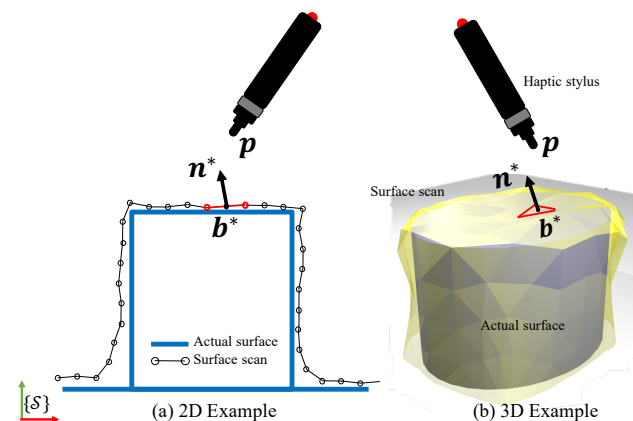 p
n*
b*
Actual surface
Surface scan
{𝒮}
(a) 2D Example
Haptic stylus
p
n*
Surface scan
b*
Actual surface
(b) 3D Example